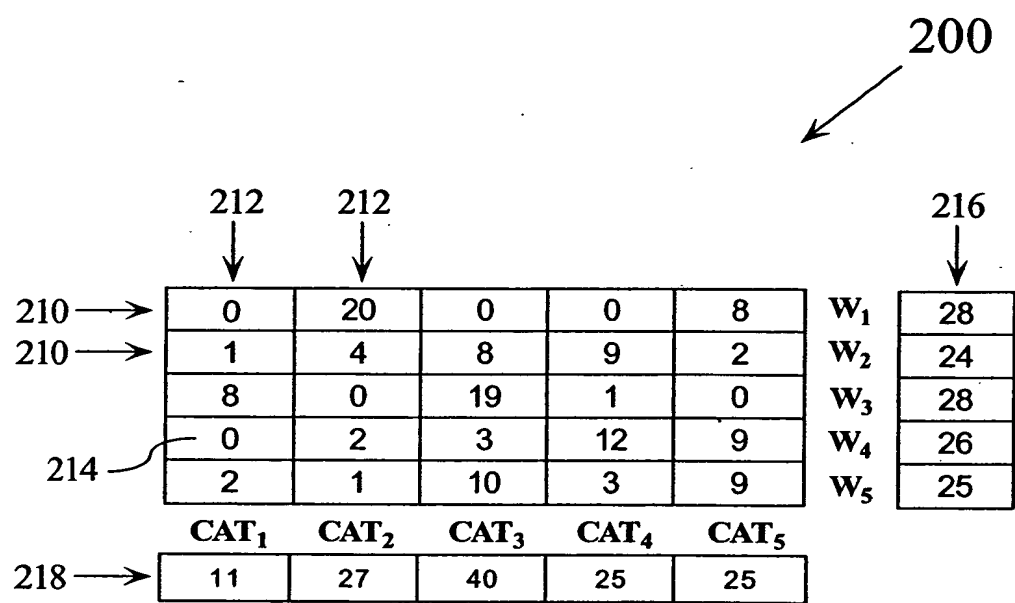 200
212 212 216
210 0 20 0 0 8 W₁ 28
210 1 4 8 9 2 W₂ 24
8 0 19 1 0 W₃ 28
0 2 3 12 9 W₄ 26
214
2 1 10 3 9 W₅ 25
CAT₁ CAT₂ CAT₃ CAT₄ CAT₅
218 11 27 40 25 25